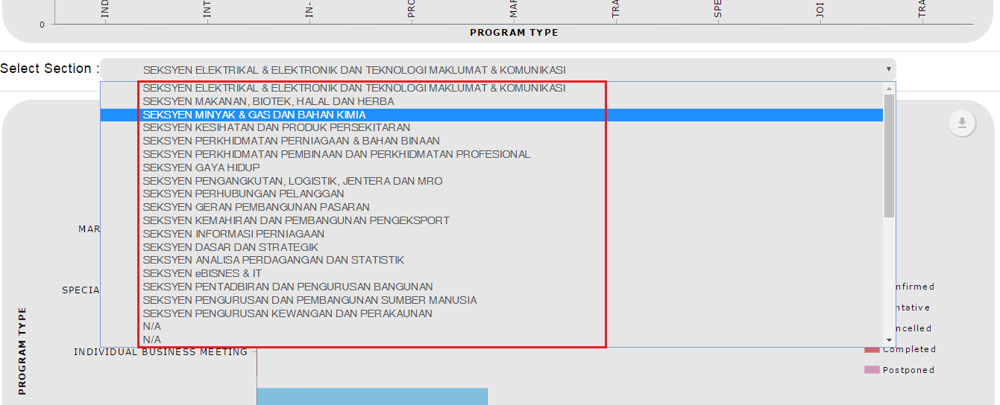 IND
INT
IN-
PRO
MAR
TRA
SPE
JOI
TRA
0
PROGRAM TYPE
Select Section :
SEKSYEN ELEKTRIKAL & ELEKTRONIK DAN TEKNOLOGI MAKLUMAT & KOMUNIKASI
SEKSYEN ELEKTRIKAL & ELEKTRONIK DAN TEKNOLOGI MAKLUMAT & KOMUNIKASI
SEKSYEN MAKANAN, BIOTEK, HALAL DAN HERBA
SEKSYEN MINYAK & GAS DAN BAHAN KIMIA
SEKSYEN KESIHATAN DAN PRODUK PERSEKITARAN
SEKSYEN PERKHIDMATAN PERNIAGAAN & BAHAN BINAAN
SEKSYEN PERKHIDMATAN PEMBINAAN DAN PERKHIDMATAN PROFESIONAL
SEKSYEN GAYA HIDUP
SEKSYEN PENGANGKUTAN, LOGISTIK, JENTERA DAN MRO
SEKSYEN PERHUBUNGAN PELANGGAN
SEKSYEN GERAN PEMBANGUNAN PASARAN
SEKSYEN KEMAHIRAN DAN PEMBANGUNAN PENGEKSPORT
SEKSYEN INFORMASI PERNIAGAAN
SEKSYEN DASAR DAN STRATEGIK
SEKSYEN ANALISA PERDAGANGAN DAN STATISTIK
SEKSYEN eBISNES & IT
SEKSYEN PENTADBIRAN DAN PENGURUSAN BANGUNAN
SEKSYEN PENGURUSAN DAN PEMBANGUNAN SUMBER MANUSIA
SEKSYEN PENGURUSAN KEWANGAN DAN PERAKAUNAN
N/A
N/A
MAR
SPECIA
INDIVIDUAL BUSINESS MEETING
PROGRAM TYPE
nfirmed
ntative
ncelled
Completed
Postponed